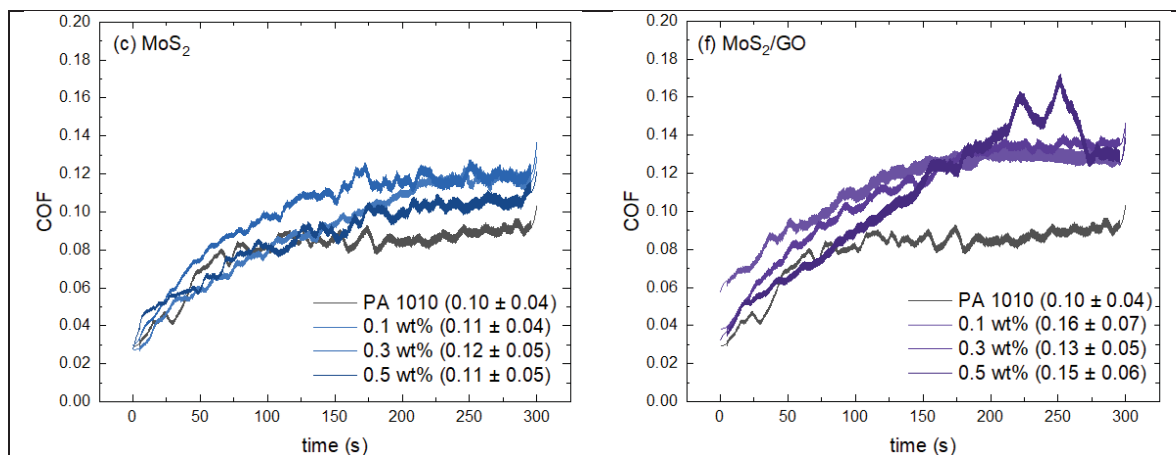 (c) MoS₂
0.20
0.18
0.16
0.14
0.12
0.10
0.08
0.06
0.04
0.02
0.00
COF
PA 1010 (0.10 ± 0.04)
0.1 wt% (0.11 ± 0.04)
0.3 wt% (0.12 ± 0.05)
0.5 wt% (0.11 ± 0.05)
0 50 100 150 200 250 300
time (s)
(f) MoS₂/GO
0.20
0.18
0.16
0.14
0.12
0.10
0.08
0.06
0.04
0.02
0.00
COF
PA 1010 (0.10 ± 0.04)
0.1 wt% (0.16 ± 0.07)
0.3 wt% (0.13 ± 0.05)
0.5 wt% (0.15 ± 0.06)
0 50 100 150 200 250 300
time (s)